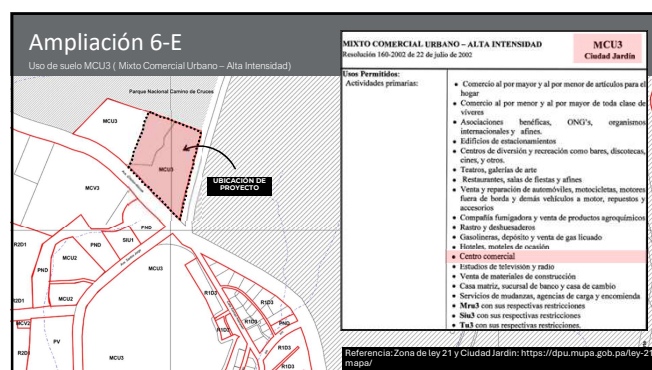 Ampliación 6-E
Uso de suelo MCU3 ( Mixto Comercial Urbano – Alta Intensidad)
Parque Nacional Camino de Cruces
MCU3
MCU3
UBICACIÓN DE
PROYECTO
MCV3
PND
SIU1
R2D1
PND
PND
MCU2
MCU3
MCU2
R1D3
R1D3
R1D3
PND
R1D3
R2D1
PV
MCU3
MIXTO COMERCIAL URBANO – ALTA INTENSIDAD
Resolución 160-2002 de 22 de julio de 2002
MCU3
Ciudad Jardín
Usos Permitidos:
Actividades primarias:
• Comercio al por mayor y al por menor de artículos para el
hogar
• Comercio al por menor y al por mayor de toda clase de
víveres
• Asociaciones benéficas, ONG's, organismos
internacionales y afines.
• Edificios de estacionamientos
• Centros de diversión y recreación como bares, discotecas,
cines, y otros.
• Teatros, galerías de arte
• Restaurantes, salas de fiestas y afines
• Venta y reparación de automóviles, motocicletas, motores
fuera de borda y demás vehículos a motor, repuestos y
accesorios
• Compañía fumigadora y venta de productos agroquímicos
• Rastro y deshuesaderos
• Gasolineras, depósito y venta de gas licuado
• Hoteles, moteles de ocasión
• Centro comercial
• Estudios de televisión y radio
• Venta de materiales de construcción
• Casa matriz, sucursal de banco y casa de cambio
• Servicios de mudanzas, agencias de carga y encomienda
• Mru3 con sus respectivas restricciones
• Siu3 con sus respectivas restricciones
• Tu3 con sus respectivas restricciones.
Referencia: Zona de ley 21 y Ciudad Jardin: https://dpu.mupa.gob.pa/ley-21
mapa/